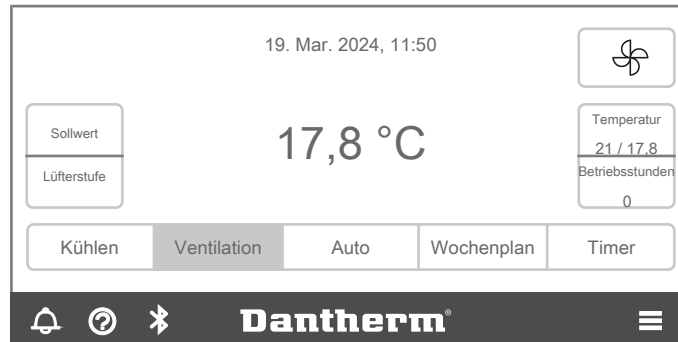 19. Mar. 2024, 11:50
Sollwert
Lüfterstufe
17,8 °C
Temperatur
21 / 17,8
Betriebsstunden
0
Kühlen Ventilation Auto Wochenplan Timer
Dantherm®